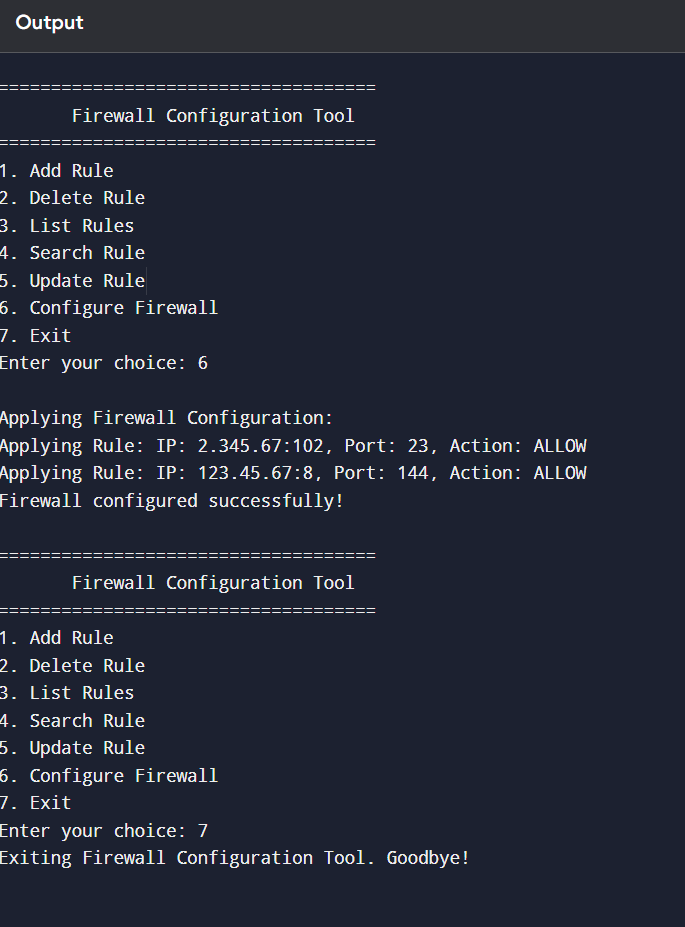 Output
====================================
Firewall Configuration Tool
====================================
1. Add Rule
2. Delete Rule
3. List Rules
4. Search Rule
5. Update Rule
6. Configure Firewall
7. Exit
Enter your choice: 6
Applying Firewall Configuration:
Applying Rule: IP: 2.345.67:102, Port: 23, Action: ALLOW
Applying Rule: IP: 123.45.67:8, Port: 144, Action: ALLOW
Firewall configured successfully!
====================================
Firewall Configuration Tool
====================================
1. Add Rule
2. Delete Rule
3. List Rules
4. Search Rule
5. Update Rule
6. Configure Firewall
7. Exit
Enter your choice: 7
Exiting Firewall Configuration Tool. Goodbye!